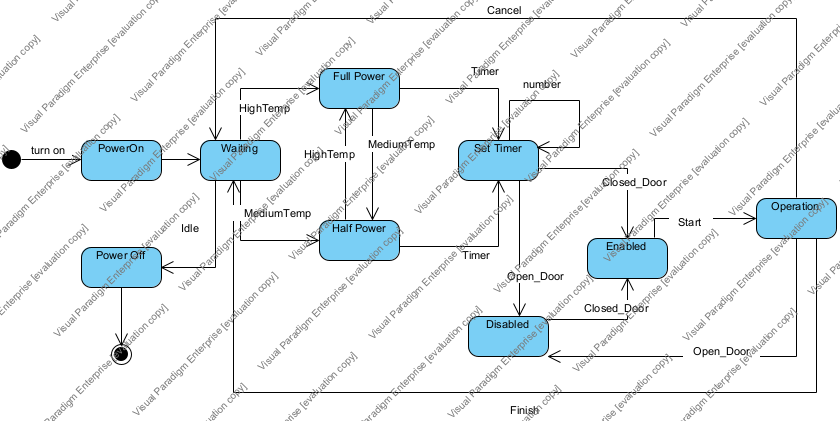 Cancel
Full Power
Timer
number
HighTemp
turn on
PowerOn
Waiting
HighTemp
MediumTemp
Set Timer
Closed_Door
MediumTemp
Operation
Idle
Half Power
Start
Power Off
Timer
Enabled
Open_Door
Closed_Door
Disabled
Open_Door
Finish
Visual Paradigm Enterprise [evaluation copy]